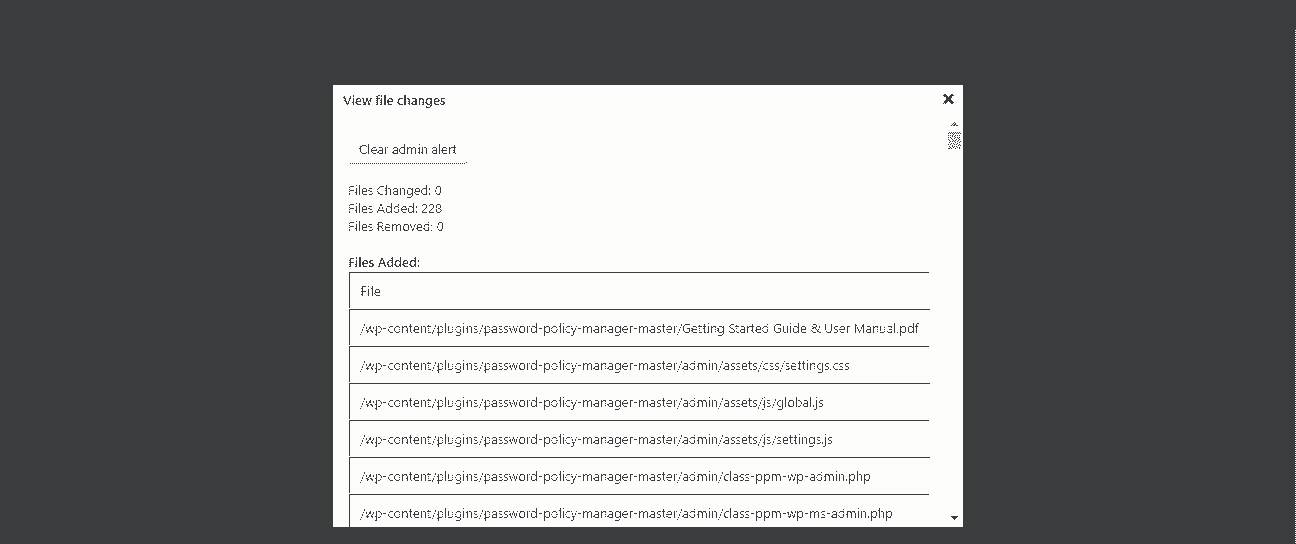 View file changes
Clear admin alert
Files Changed: 0
Files Added: 228
Files Removed: 0
Files Added:
File
/wp-content/plugins/password-policy-manager-master/Getting Started Guide & User Manual.pdf
/wp-content/plugins/password-policy-manager-master/admin/assets/css/settings.css
/wp-content/plugins/password-policy-manager-master/admin/assets/js/global.js
/wp-content/plugins/password-policy-manager-master/admin/assets/js/settings.js
/wp-content/plugins/password-policy-manager-master/admin/class-ppm-wp-admin.php
/wp-content/plugins/password-policy-manager-master/admin/class-ppm-wp-ms-admin.php